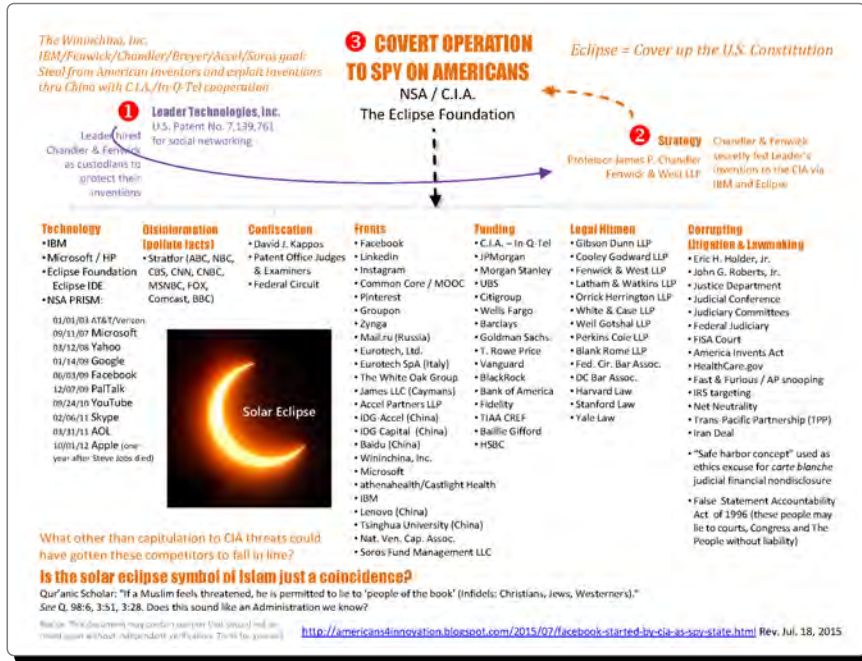 The Wininchina, Inc.
IBM/Fenwick/Chandler/Breyer/Accel/Soros goal:
Steal from American inventors and exploit inventions
thru China with C.I.A./In-Q-Tel cooperation
3 COVERT OPERATION
TO SPY ON AMERICANS
NSA / C.I.A.
The Eclipse Foundation
Eclipse = Cover up the U.S. Constitution
1 Leader Technologies, Inc.
U.S. Patent No. 7,139,761
for social networking
Leader hired
Chandler & Fenwick
as custodians to
protect their
inventions
2 Strategy
Professor James P. Chandler
Fenwick & West LLP
Chandler & Fenwick
secretly fed Leader's
invention to the CIA via
IBM and Eclipse
Technology
• IBM
• Microsoft / HP
• Eclipse Foundation
Eclipse IDE
• NSA PRISM:
01/01/03 AT&T/Verizon
09/11/07 Microsoft
03/12/08 Yahoo
01/14/09 Google
06/03/09 Facebook
12/07/09 PalTalk
09/24/10 YouTube
02/06/11 Skype
03/31/11 AOL
10/01/12 Apple (one
year after Steve Jobs died)
Disinformation
(pollute facts)
• Stratfor (ABC, NBC,
CBS, CNN, CNBC,
MSNBC, FOX,
Comcast, BBC)
Confiscation
• David J. Kappos
• Patent Office Judges
& Examiners
• Federal Circuit
Solar Eclipse
Fronts
• Facebook
• Linkedin
• Instagram
• Common Core / MOOC
• Pinterest
• Groupon
• Zynga
• Mail.ru (Russia)
• Eurotech, Ltd.
• Eurotech SpA (Italy)
• The White Oak Group
• James LLC (Caymans)
• Accel Partners LLP
• IDG-Accel (China)
• IDG Capital (China)
• Baidu (China)
• Wininchina, Inc.
• Microsoft
• athenahealth/Castlight Health
• IBM
• Lenovo (China)
• Tsinghua University (China)
• Nat. Ven. Cap. Assoc.
• Soros Fund Management LLC
Funding
• C.I.A. – In-Q-Tel
• JPMorgan
• Morgan Stanley
• UBS
• Citigroup
• Wells Fargo
• Barclays
• Goldman Sachs
• T. Rowe Price
• Vanguard
• BlackRock
• Bank of America
• Fidelity
• TIAA CREF
• Baillie Gifford
• HSBC
Legal Hitmen
• Gibson Dunn LLP
• Cooley Godward LLP
• Fenwick & West LLP
• Latham & Watkins LLP
• Orrick Herrington LLP
• White & Case LLP
• Weil Gotshal LLP
• Perkins Coie LLP
• Blank Rome LLP
• Fed. Cir. Bar Assoc.
• DC Bar Assoc.
• Harvard Law
• Stanford Law
• Yale Law
Corrupting
Litigation & Lawmaking
• Eric H. Holder, Jr.
• John G. Roberts, Jr.
• Justice Department
• Judicial Conference
• Judiciary Committees
• Federal Judiciary
• FISA Court
• America Invents Act
• HealthCare.gov
• Fast & Furious / AP snooping
• IRS targeting
• Net Neutrality
• Trans-Pacific Partnership (TPP)
• Iran Deal
• "Safe harbor concept" used as
ethics excuse for carte blanche
judicial financial nondisclosure
• False Statement Accountability
Act of 1996 (these people may
lie to courts, Congress and The
People without liability)
What other than capitulation to CIA threats could
have gotten these competitors to fall in line?
Is the solar eclipse symbol of Islam just a coincidence?
Qur'anic Scholar: "If a Muslim feels threatened, he is permitted to lie to 'people of the book' (Infidels: Christians, Jews, Westerners)."
See Q. 98:6, 3:51, 3:28. Does this sound like an Administration we know?
This document may contain opinion that should not be
relied upon without independent verification. Think for yourself.
http://americans4innovation.blogspot.com/2015/07/facebook-started-by-cia-as-spy-state.html Rev. Jul. 18, 2015